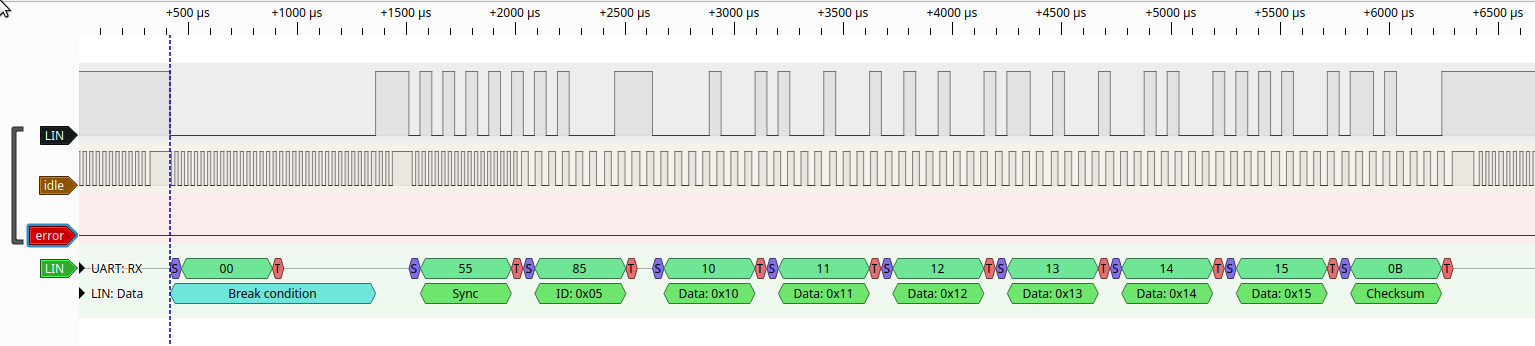 +500 µs +1000 µs +1500 µs +2000 µs +2500 µs +3000 µs +3500 µs +4000 µs +4500 µs +5000 µs +5500 µs +6000 µs +6500 µs
LIN
idle
error
LIN UART: RX S 00 T S 55 T S 85 T S 10 T S 11 T S 12 T S 13 T S 14 T S 15 T S 0B T
LIN: Data Break condition Sync ID: 0x05 Data: 0x10 Data: 0x11 Data: 0x12 Data: 0x13 Data: 0x14 Data: 0x15 Checksum